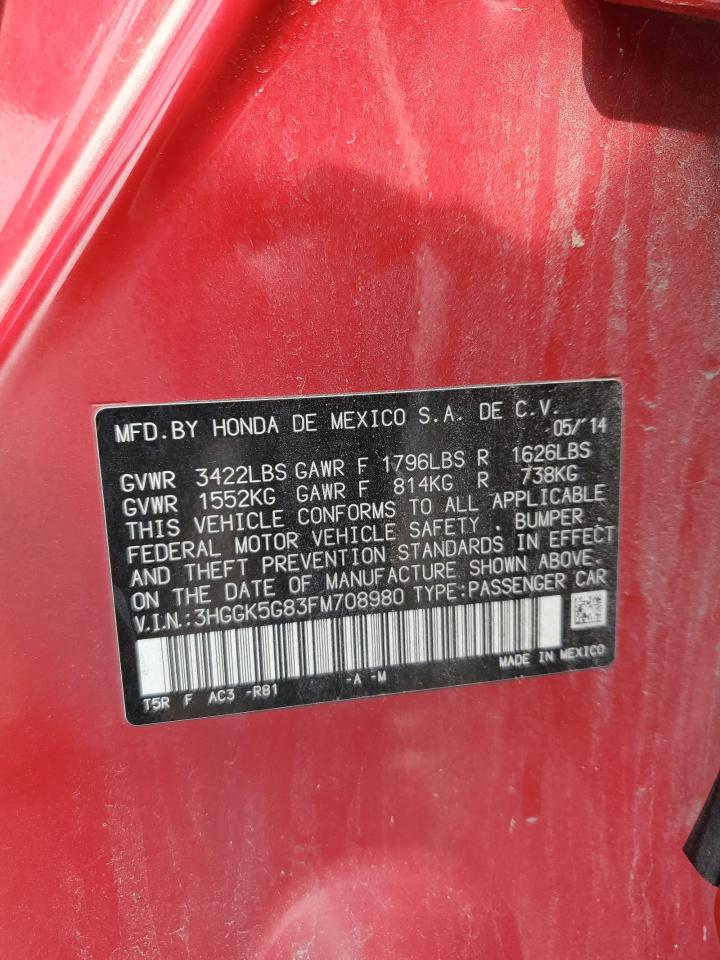 MFD.BY HONDA DE MEXICO S.A. DE C.V.
05/14
GVWR 3422LBS GAWR F 1796LBS R 1626LBS
GVWR 1552KG GAWR F 814KG R 738KG
THIS VEHICLE CONFORMS TO ALL APPLICABLE
FEDERAL MOTOR VEHICLE SAFETY , BUMPER ,
AND THEFT PREVENTION STANDARDS IN EFFECT
ON THE DATE OF MANUFACTURE SHOWN ABOVE.
V.I.N.:3HGGK5G83FM708980 TYPE:PASSENGER CAR
T5R F AC3 -R81 -A -M MADE IN MEXICO